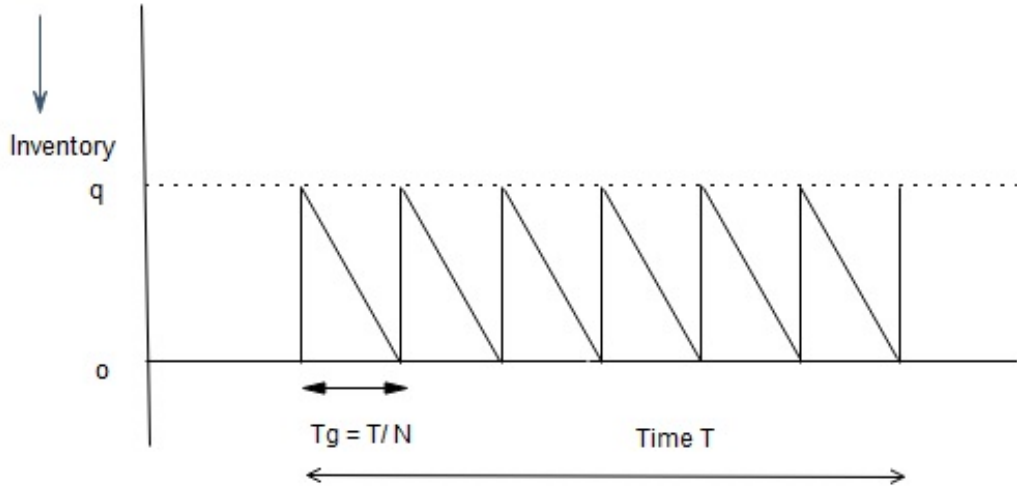 Inventory
q
o
Tg = T/ N
Time T